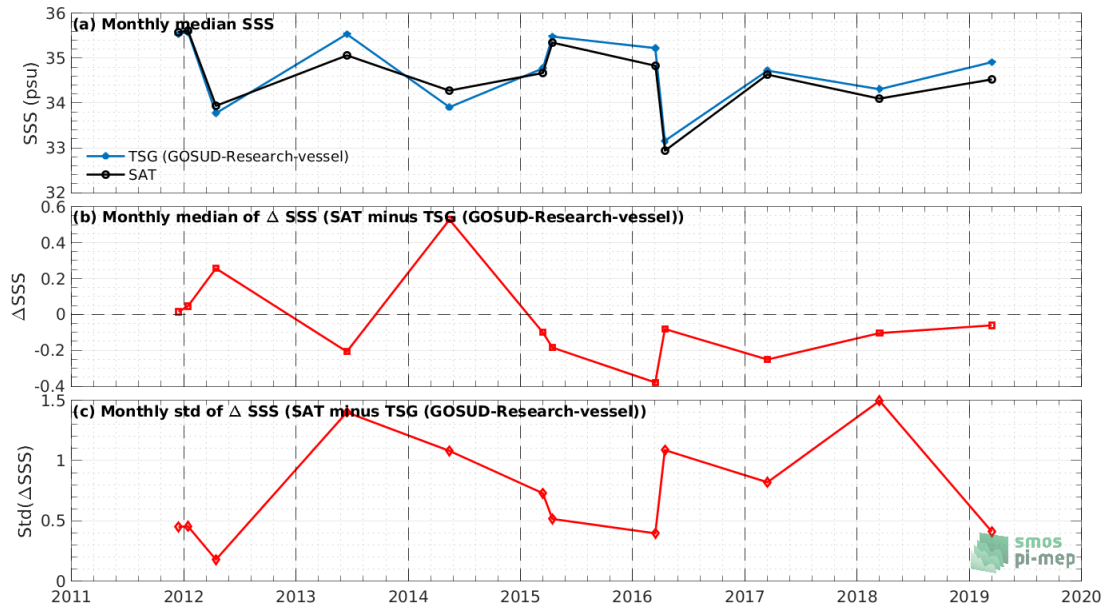 (a) Monthly median SSS
36
35
34
33
32
SSS (psu)
TSG (GOSUD-Research-vessel)
SAT
(b) Monthly median of Δ SSS (SAT minus TSG (GOSUD-Research-vessel))
0.6
0.4
0.2
0
-0.2
-0.4
ΔSSS
(c) Monthly std of Δ SSS (SAT minus TSG (GOSUD-Research-vessel))
1.5
1
0.5
0
Std(ΔSSS)
smos
pi-mep
2011 2012 2013 2014 2015 2016 2017 2018 2019 2020